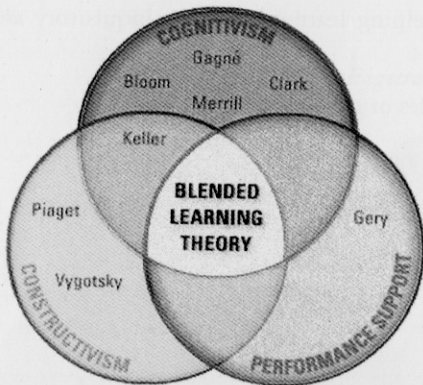 COGNITIVISM
Gagné
Bloom
Clark
Merrill
Keller
BLENDED
LEARNING
THEORY
Piaget
Gery
Vygotsky
CONSTRUCTIVISM
PERFORMANCE SUPPORT